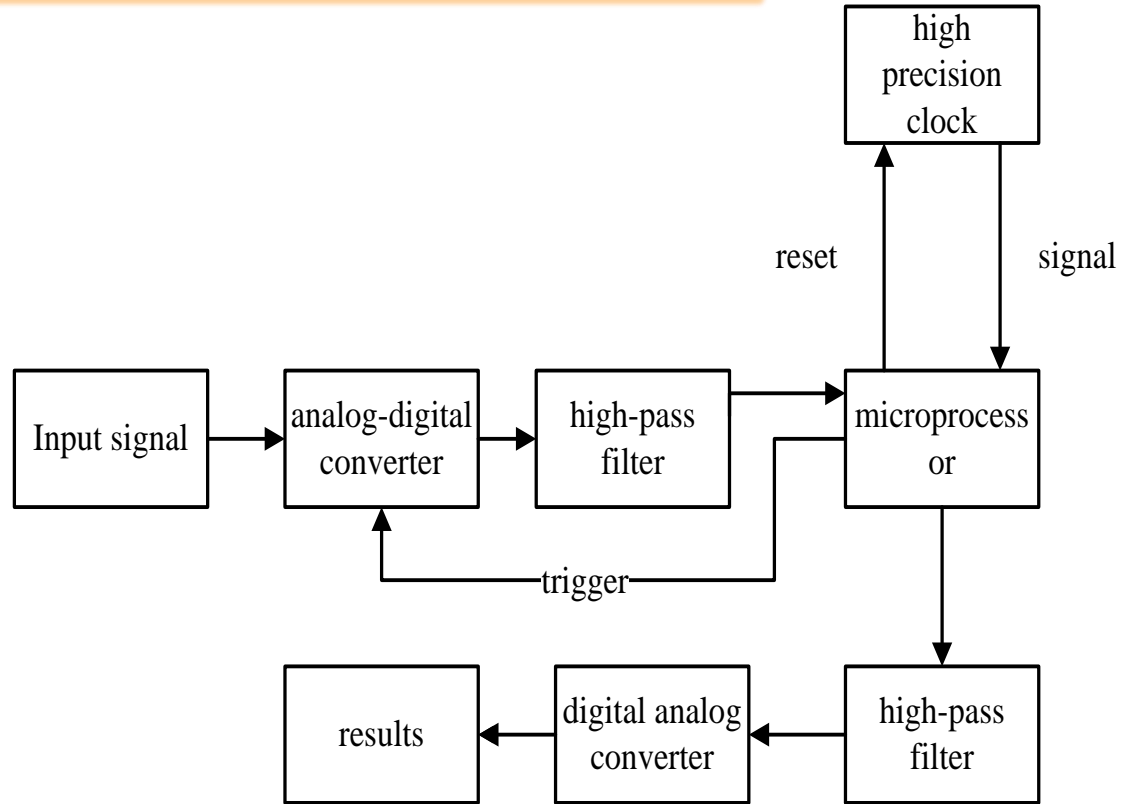 high
precision
clock
reset
signal
Input signal
analog-digital
converter
high-pass
filter
microprocess
or
trigger
results
digital analog
converter
high-pass
filter